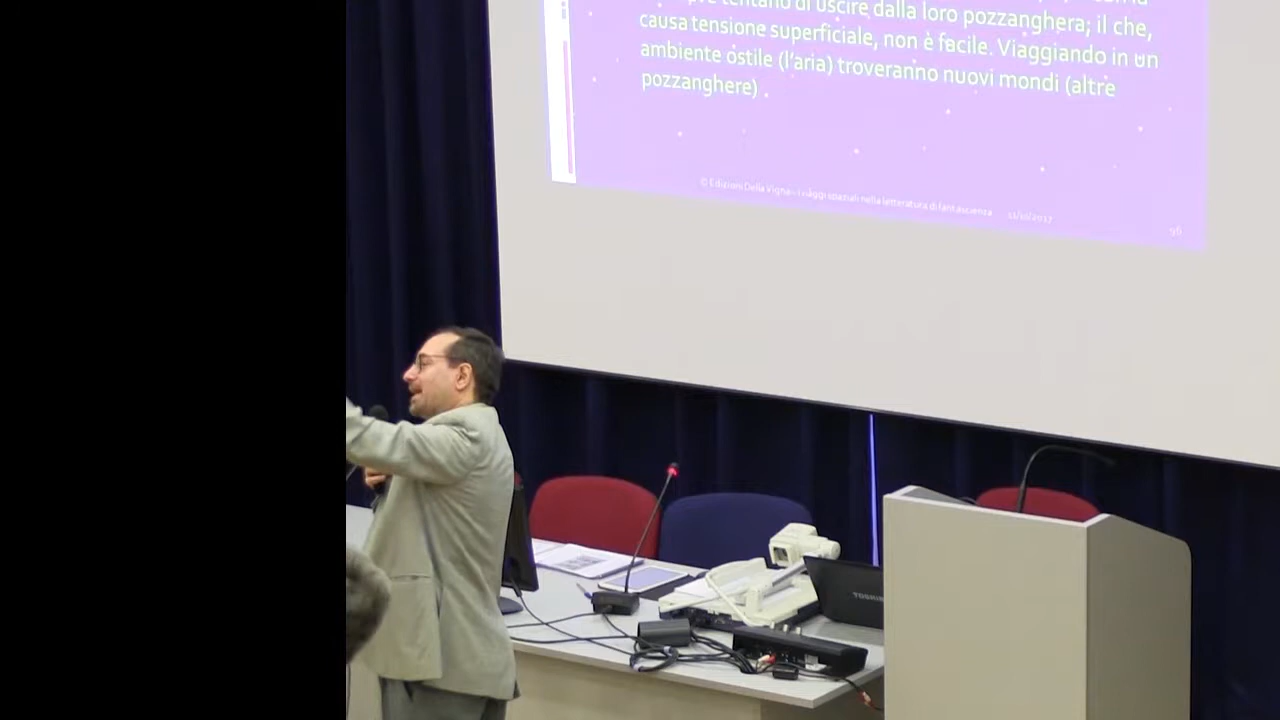 tentano di uscire dalla loro pozzanghera; il che,
causa tensione superficiale, non è facile. Viaggiando in un
ambiente ostile (l'aria) troveranno nuovi mondi (altre
pozzanghere) .
© Edizioni Della Vigna - I viaggi spaziali nella letteratura di fantascienza
TOSHIB